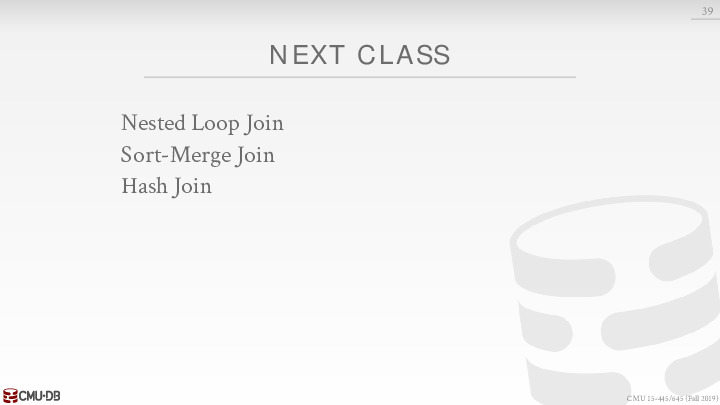 39
NEXT CLASS
Nested Loop Join
Sort-Merge Join
Hash Join
CMU·DB
CMU 15-445/645 (Fall 2019)